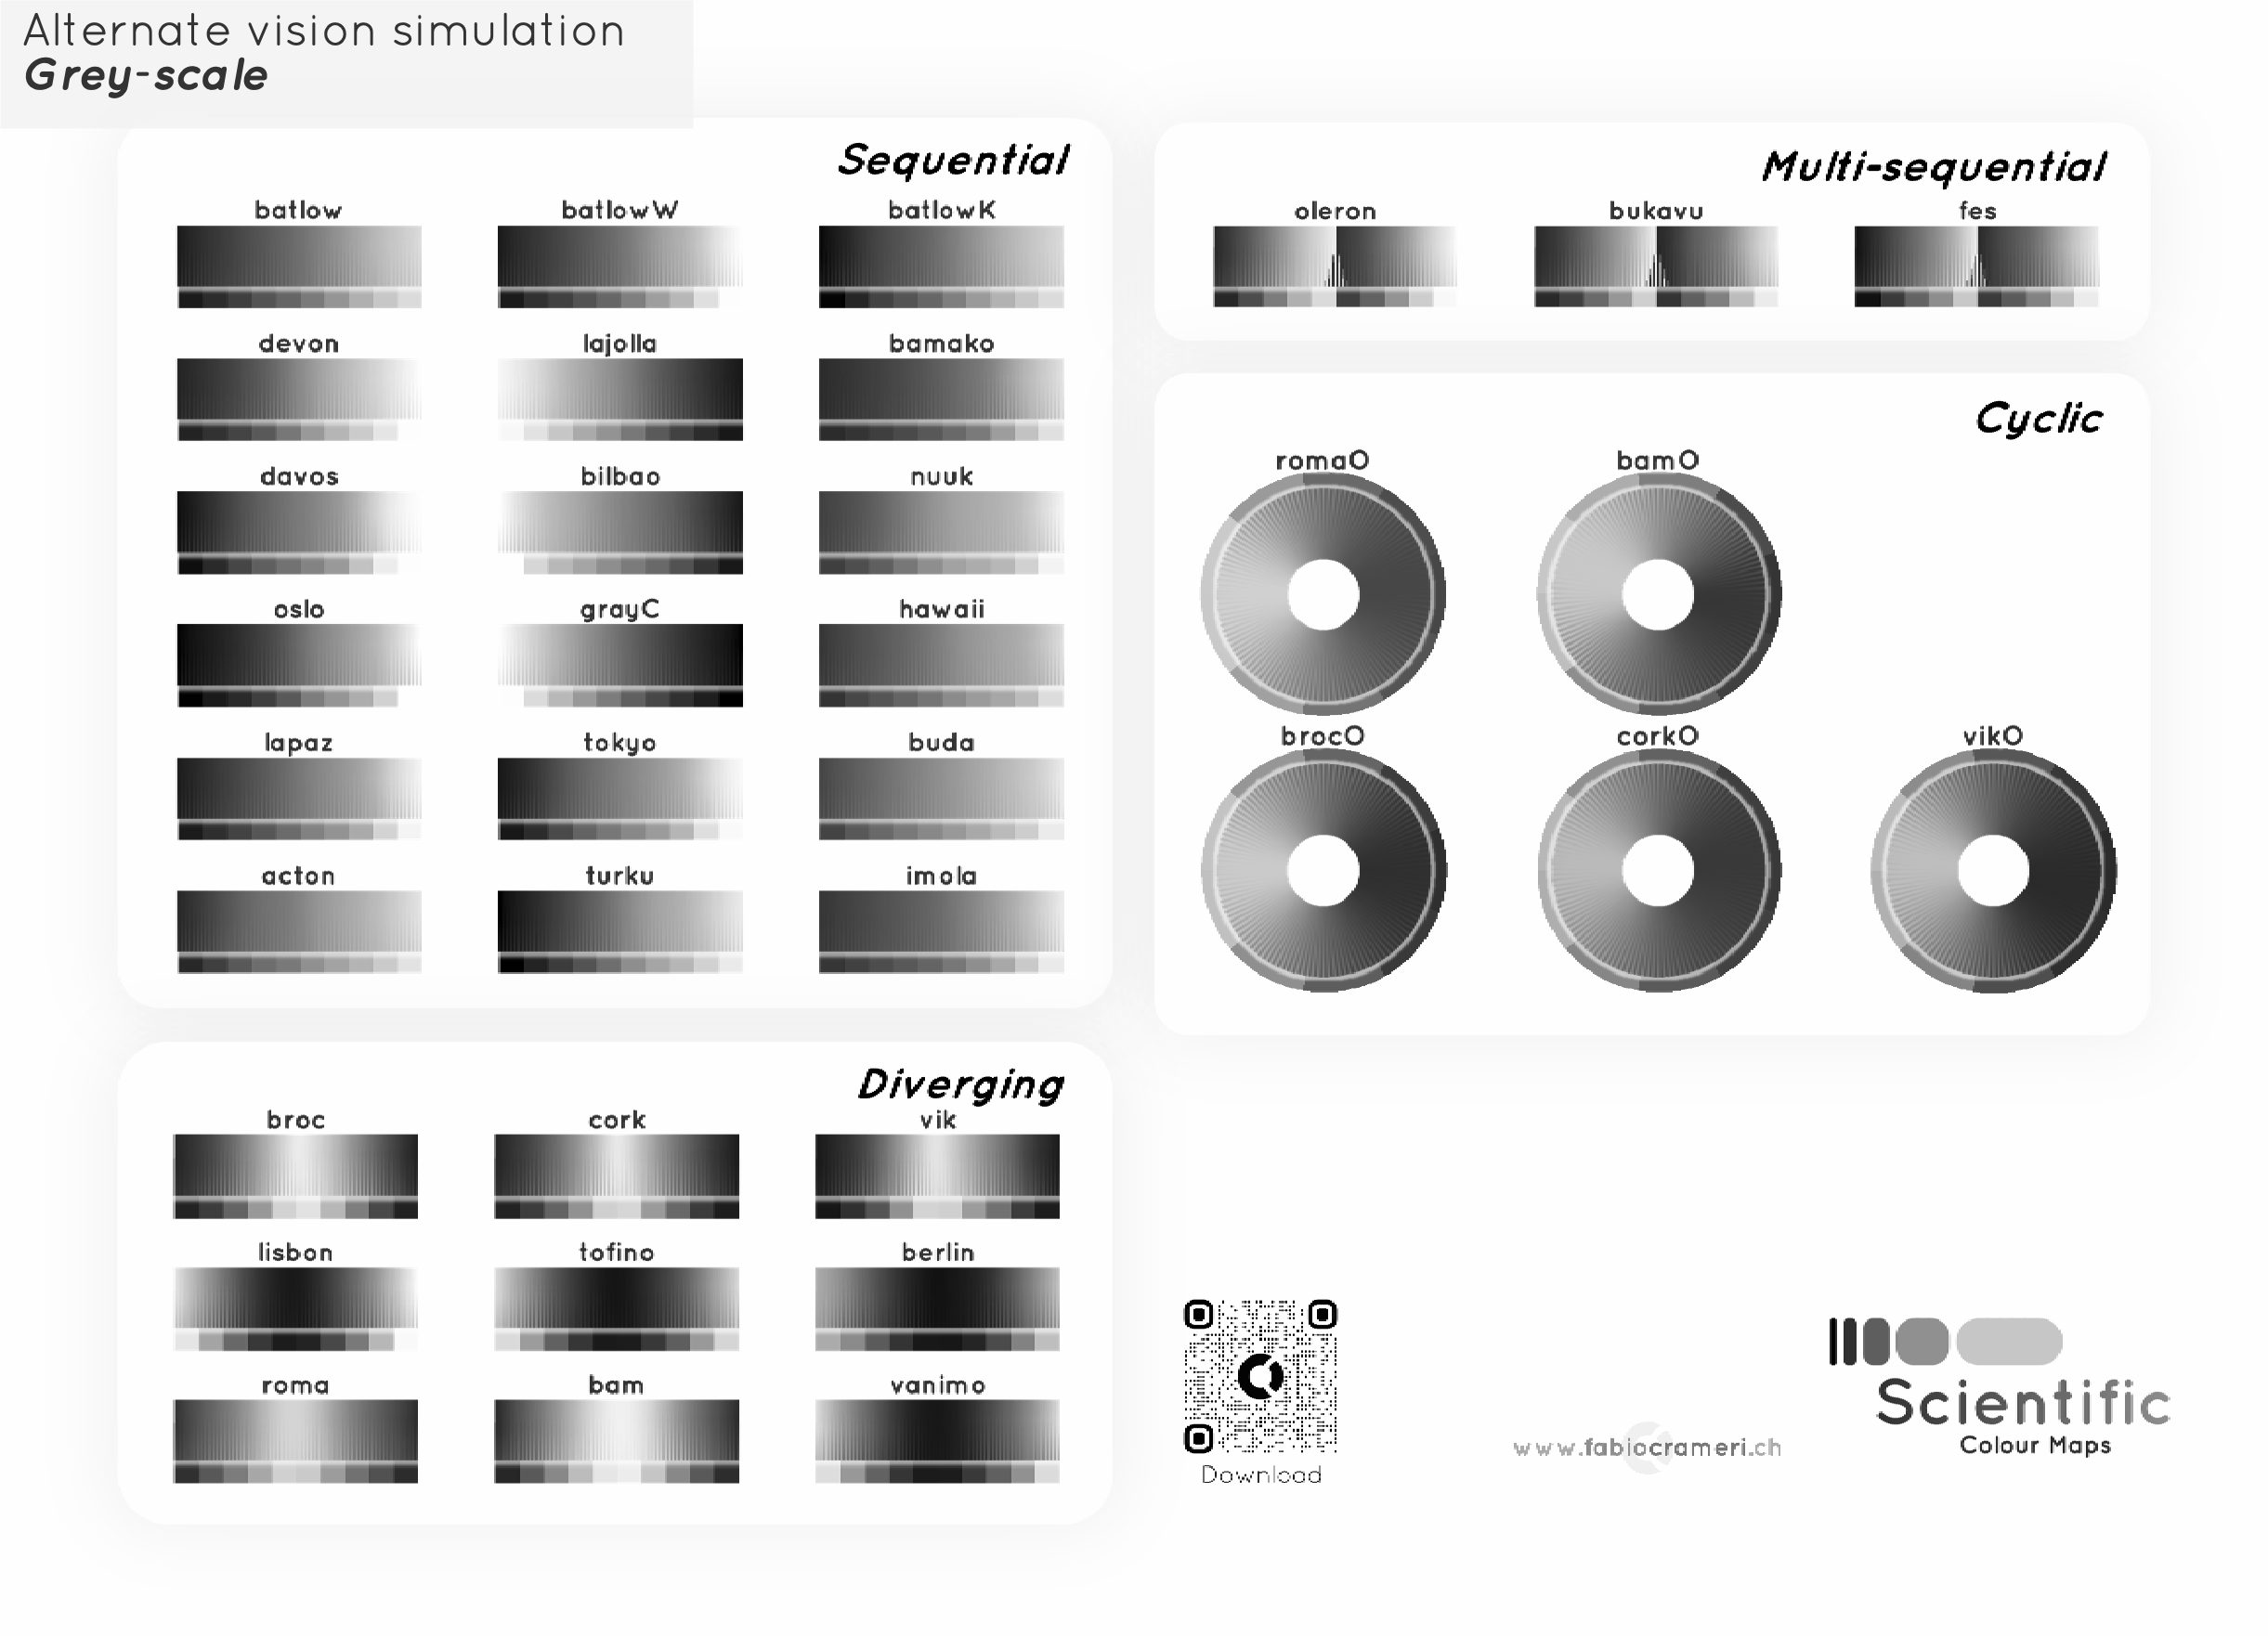 Alternate vision simulation
Grey-scale
Sequential
batlow
batlowW
batlowK
devon
lajolla
bamako
davos
bilbao
nuuk
oslo
grayC
hawaii
lapaz
tokyo
buda
acton
turku
imola
Diverging
broc
cork
vik
lisbon
tofino
berlin
roma
bam
vanimo
Multi-sequential
oleron
bukavu
fes
Cyclic
romaO
bamO
brocO
corkO
vikO
Download
www.fabiocrameri.ch
Scientific
Colour Maps